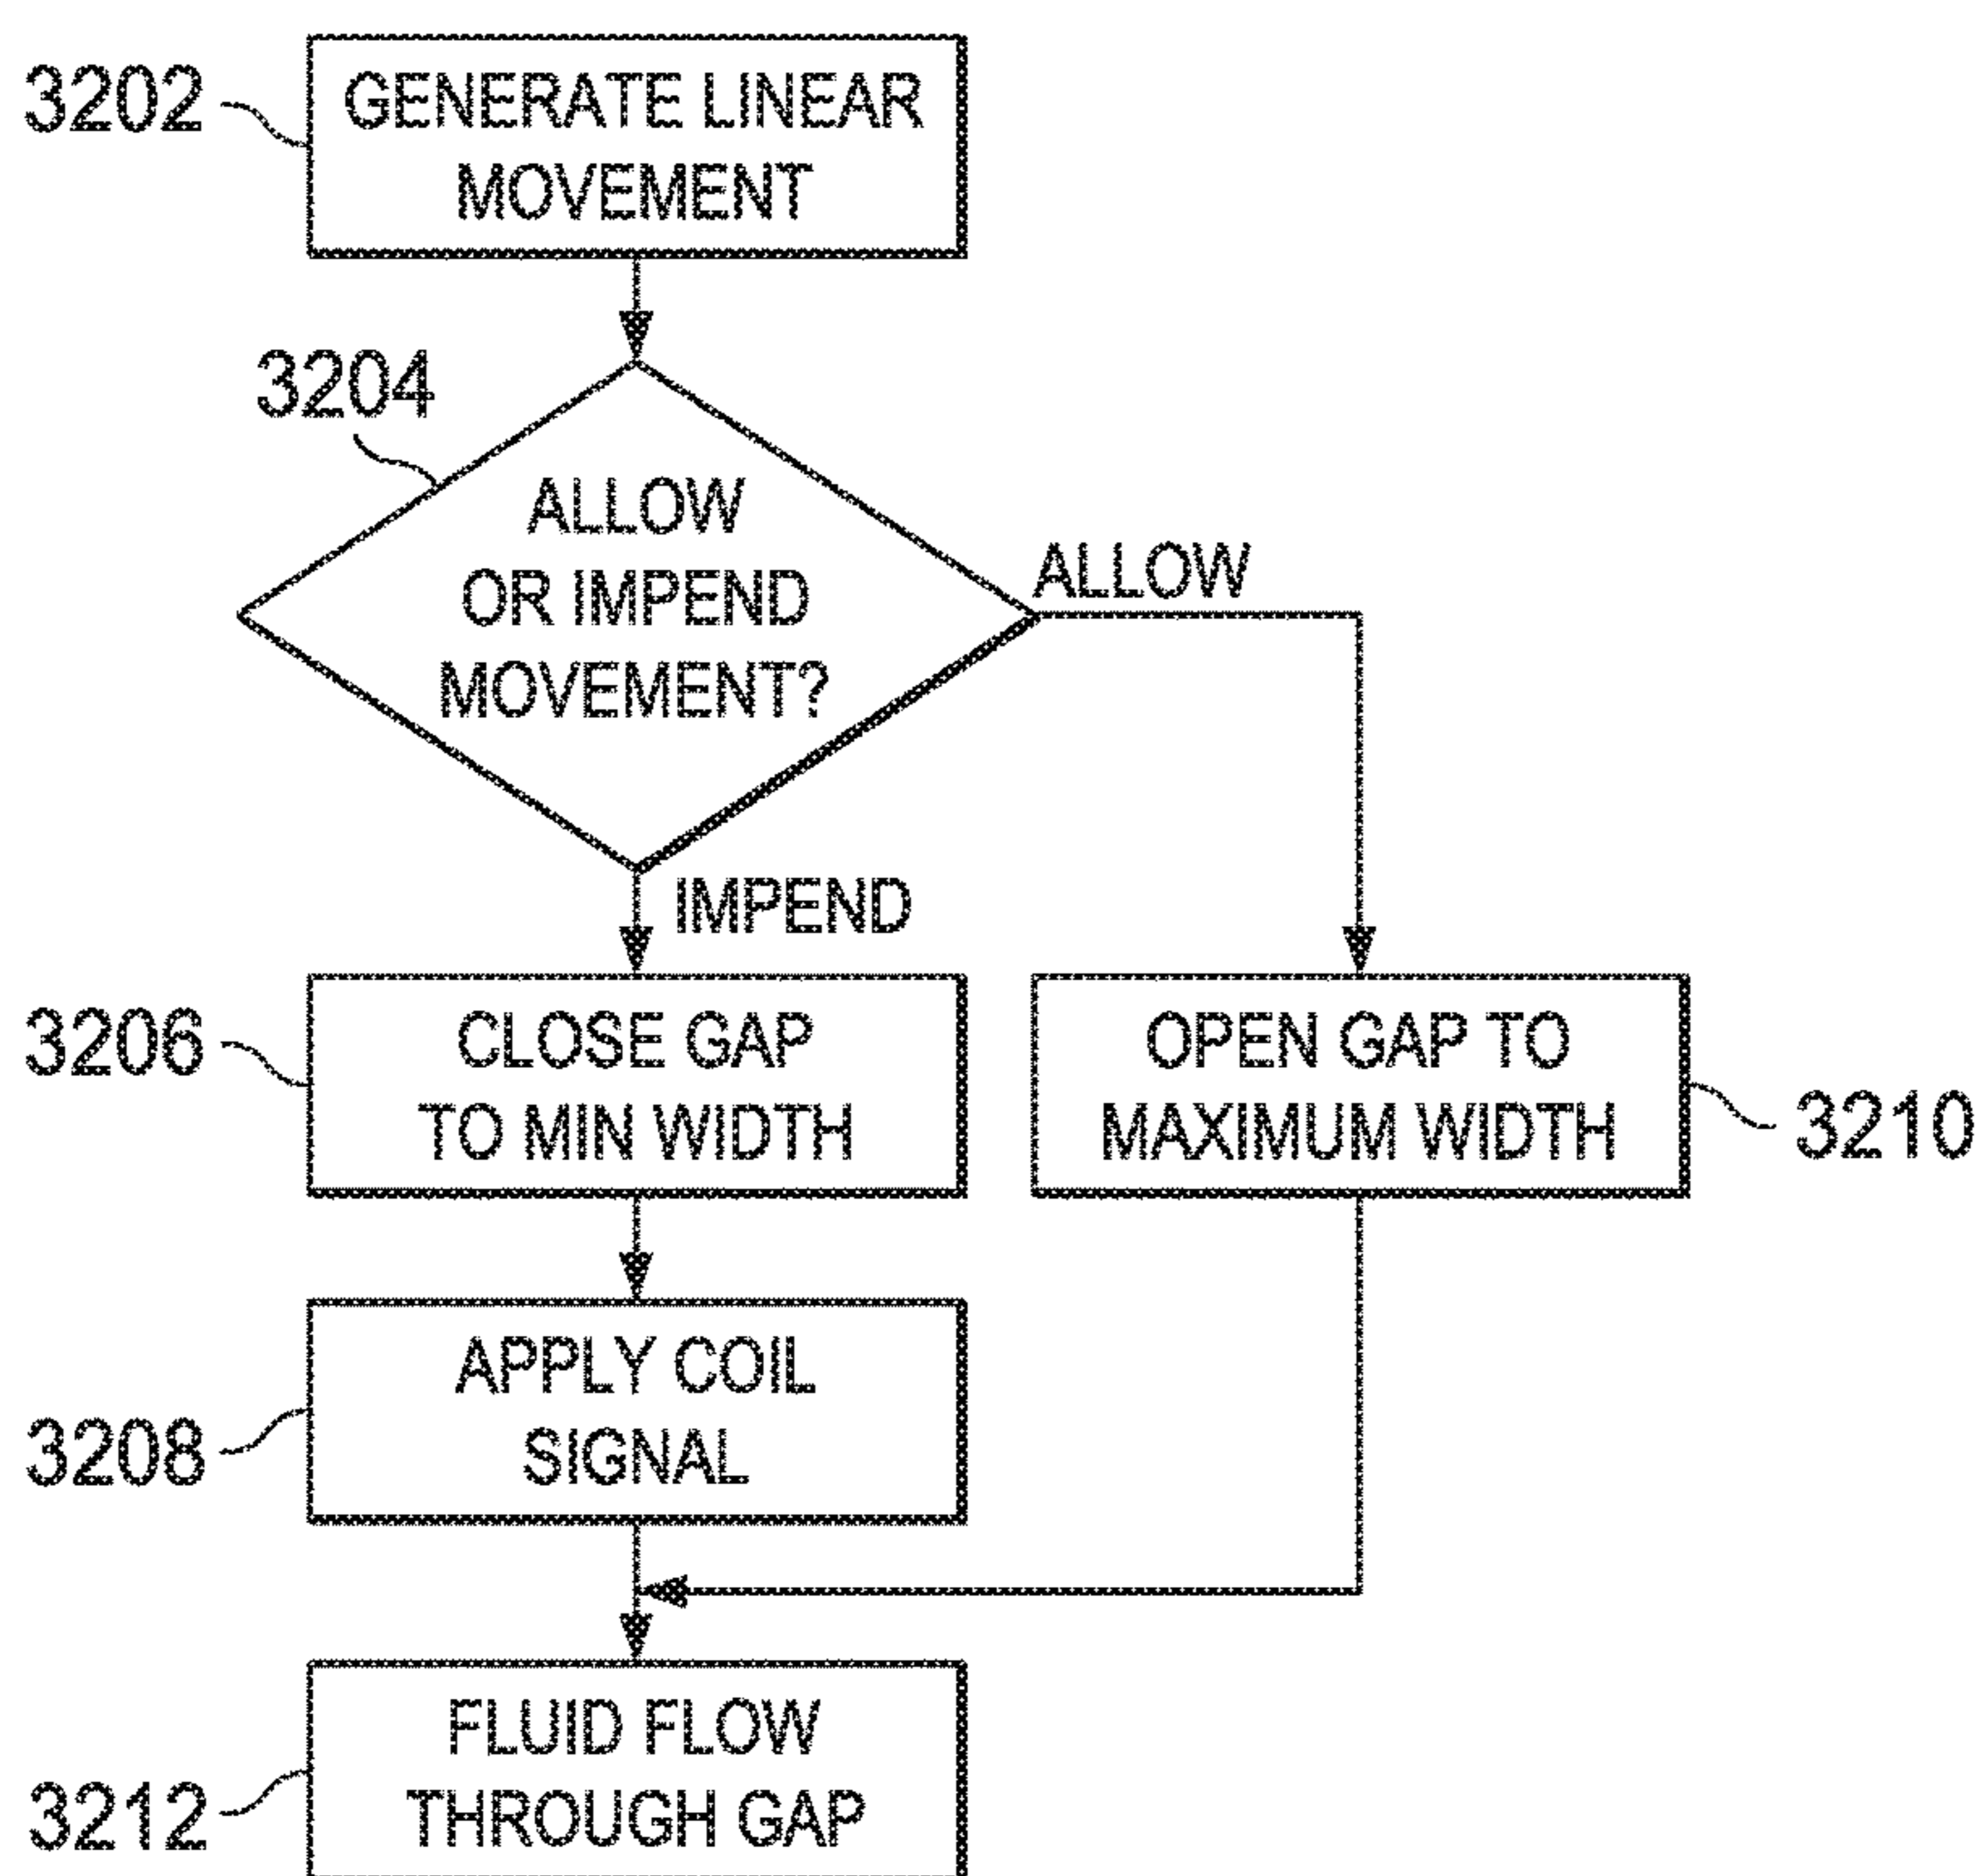 3202
GENERATE LINEAR
MOVEMENT
3204
ALLOW
OR IMPEND
MOVEMENT?
ALLOW
IMPEND
3206
CLOSE GAP
TO MIN WIDTH
OPEN GAP TO
MAXIMUM WIDTH
3210
3208
APPLY COIL
SIGNAL
3212
FLUID FLOW
THROUGH GAP